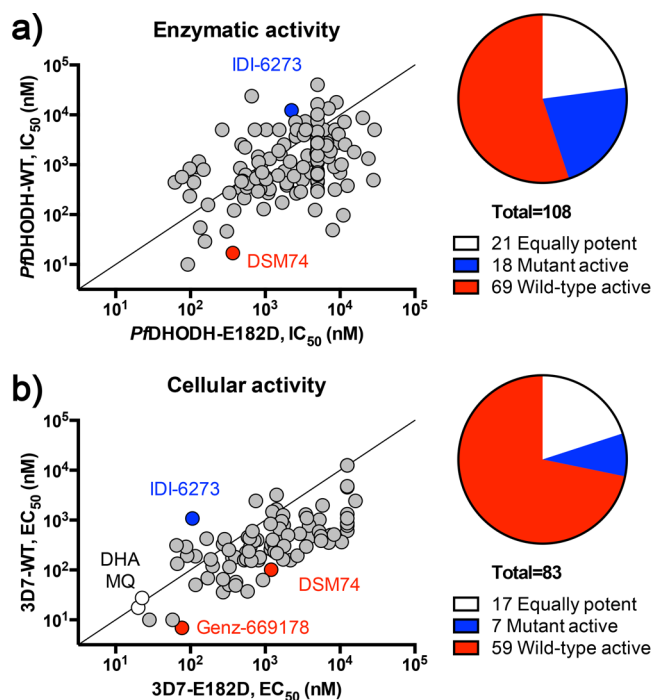 a)
Enzymatic activity
PfDHODH-WT, IC50 (nM)
10^5
10^4
10^3
10^2
10^1
IDI-6273
DSM74
10^1 10^2 10^3 10^4 10^5
PfDHODH-E182D, IC50 (nM)
Total=108
21 Equally potent
18 Mutant active
69 Wild-type active
b)
Cellular activity
3D7-WT, EC50 (nM)
10^5
10^4
10^3
10^2
10^1
IDI-6273
DHA
MQ
DSM74
Genz-669178
10^1 10^2 10^3 10^4 10^5
3D7-E182D, EC50 (nM)
Total=83
17 Equally potent
7 Mutant active
59 Wild-type active